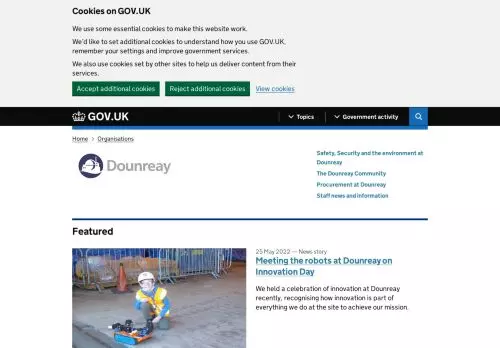 Cookies on GOV.UK
We use some essential cookies to make this website work.
We'd like to set additional cookies to understand how you use GOV.UK,
remember your settings and improve government services.
We also use cookies set by other sites to help us deliver content from their
services.
Accept additional cookies
Reject additional cookies
View cookies
GOV.UK
Topics
Government activity
Home > Organisations
Dounreay
Safety, Security and the environment at
Dounreay
The Dounreay Community
Procurement at Dounreay
Staff news and information
Featured
25 May 2022 — News story
Meeting the robots at Dounreay on
Innovation Day
We held a celebration of innovation at Dounreay
recently, recognising how innovation is part of
everything we do at the site to achieve our mission.